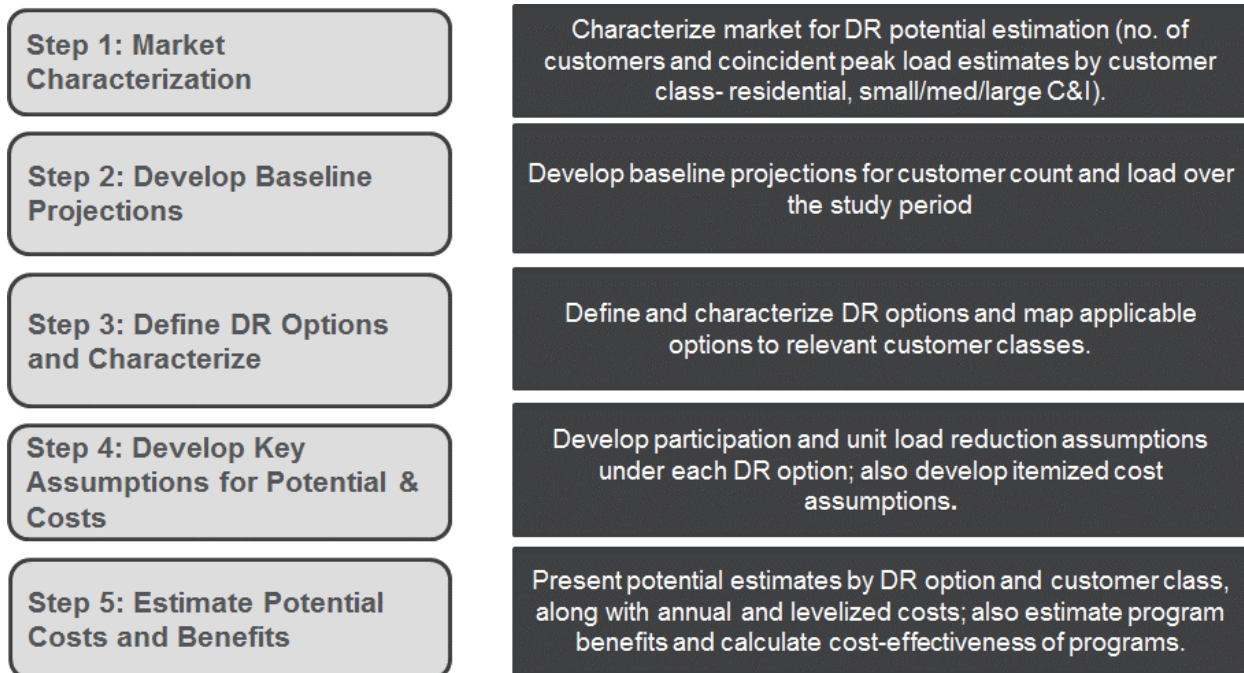 Step 1: Market
Characterization
Characterize market for DR potential estimation (no. of
customers and coincident peak load estimates by customer
class- residential, small/med/large C&I).
Step 2: Develop Baseline
Projections
Develop baseline projections for customer count and load over
the study period
Step 3: Define DR Options
and Characterize
Define and characterize DR options and map applicable
options to relevant customer classes.
Step 4: Develop Key
Assumptions for Potential &
Costs
Develop participation and unit load reduction assumptions
under each DR option; also develop itemized cost
assumptions.
Step 5: Estimate Potential
Costs and Benefits
Present potential estimates by DR option and customer class,
along with annual and levelized costs; also estimate program
benefits and calculate cost-effectiveness of programs.